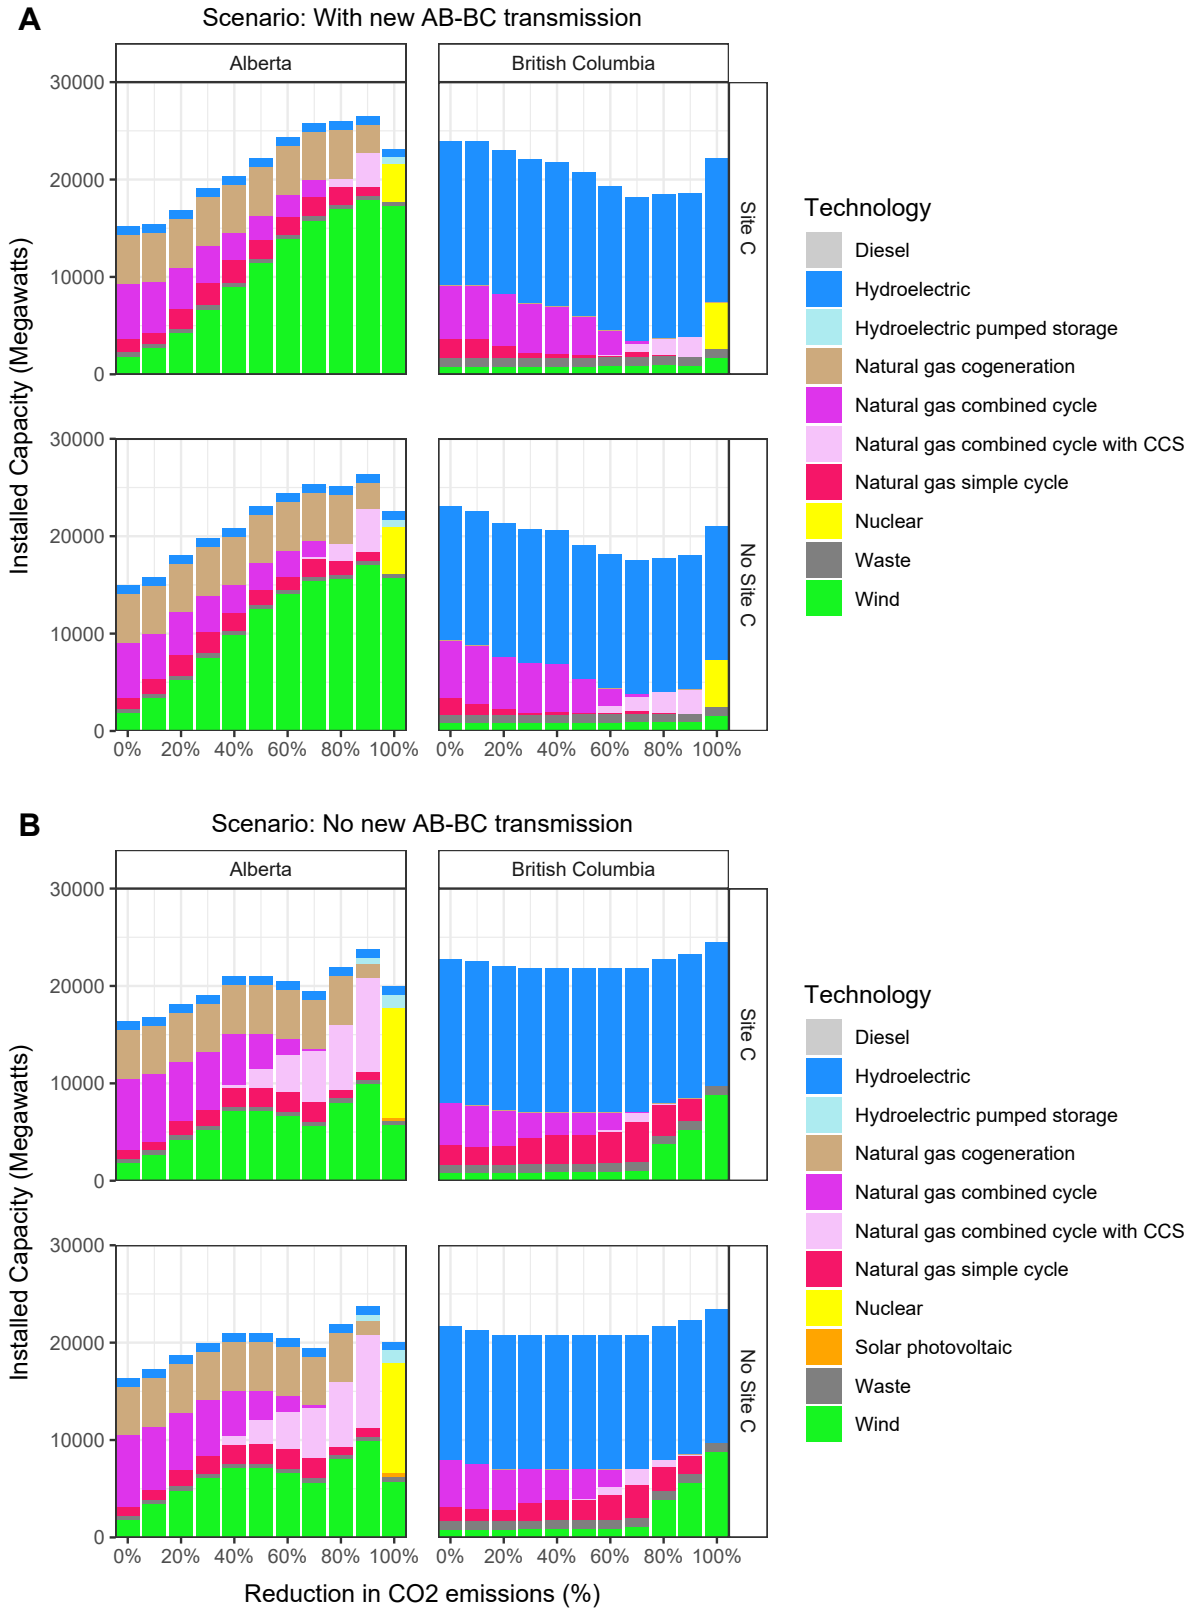 A
Scenario: With new AB-BC transmission
Alberta
British Columbia
Installed Capacity (Megawatts)
30000
20000
10000
0
Site C
30000
20000
10000
0
No Site C
0%
20%
40%
60%
80%
100%
0%
20%
40%
60%
80%
100%
Technology
Diesel
Hydroelectric
Hydroelectric pumped storage
Natural gas cogeneration
Natural gas combined cycle
Natural gas combined cycle with CCS
Natural gas simple cycle
Nuclear
Waste
Wind
B
Scenario: No new AB-BC transmission
Alberta
British Columbia
Installed Capacity (Megawatts)
30000
20000
10000
0
Site C
30000
20000
10000
0
No Site C
0%
20%
40%
60%
80%
100%
0%
20%
40%
60%
80%
100%
Reduction in CO2 emissions (%)
Technology
Diesel
Hydroelectric
Hydroelectric pumped storage
Natural gas cogeneration
Natural gas combined cycle
Natural gas combined cycle with CCS
Natural gas simple cycle
Nuclear
Solar photovoltaic
Waste
Wind